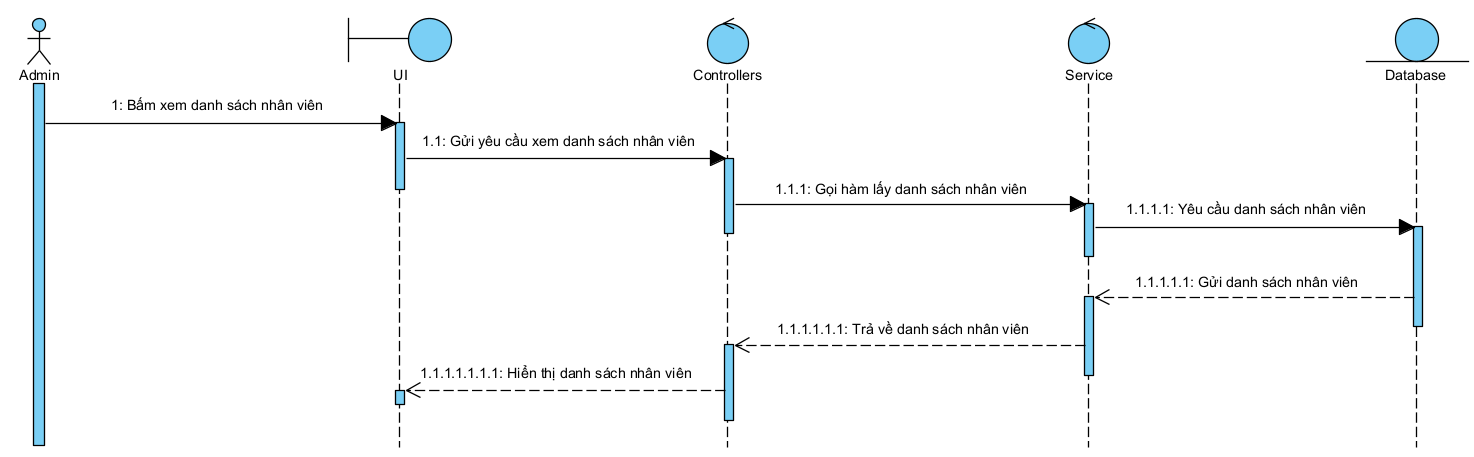 Admin
UI
Controllers
Service
Database
1: Bấm xem danh sách nhân viên
1.1: Gửi yêu cầu xem danh sách nhân viên
1.1.1: Gọi hàm lấy danh sách nhân viên
1.1.1.1: Yêu cầu danh sách nhân viên
1.1.1.1.1: Gửi danh sách nhân viên
1.1.1.1.1.1: Trả về danh sách nhân viên
1.1.1.1.1.1.1: Hiển thị danh sách nhân viên